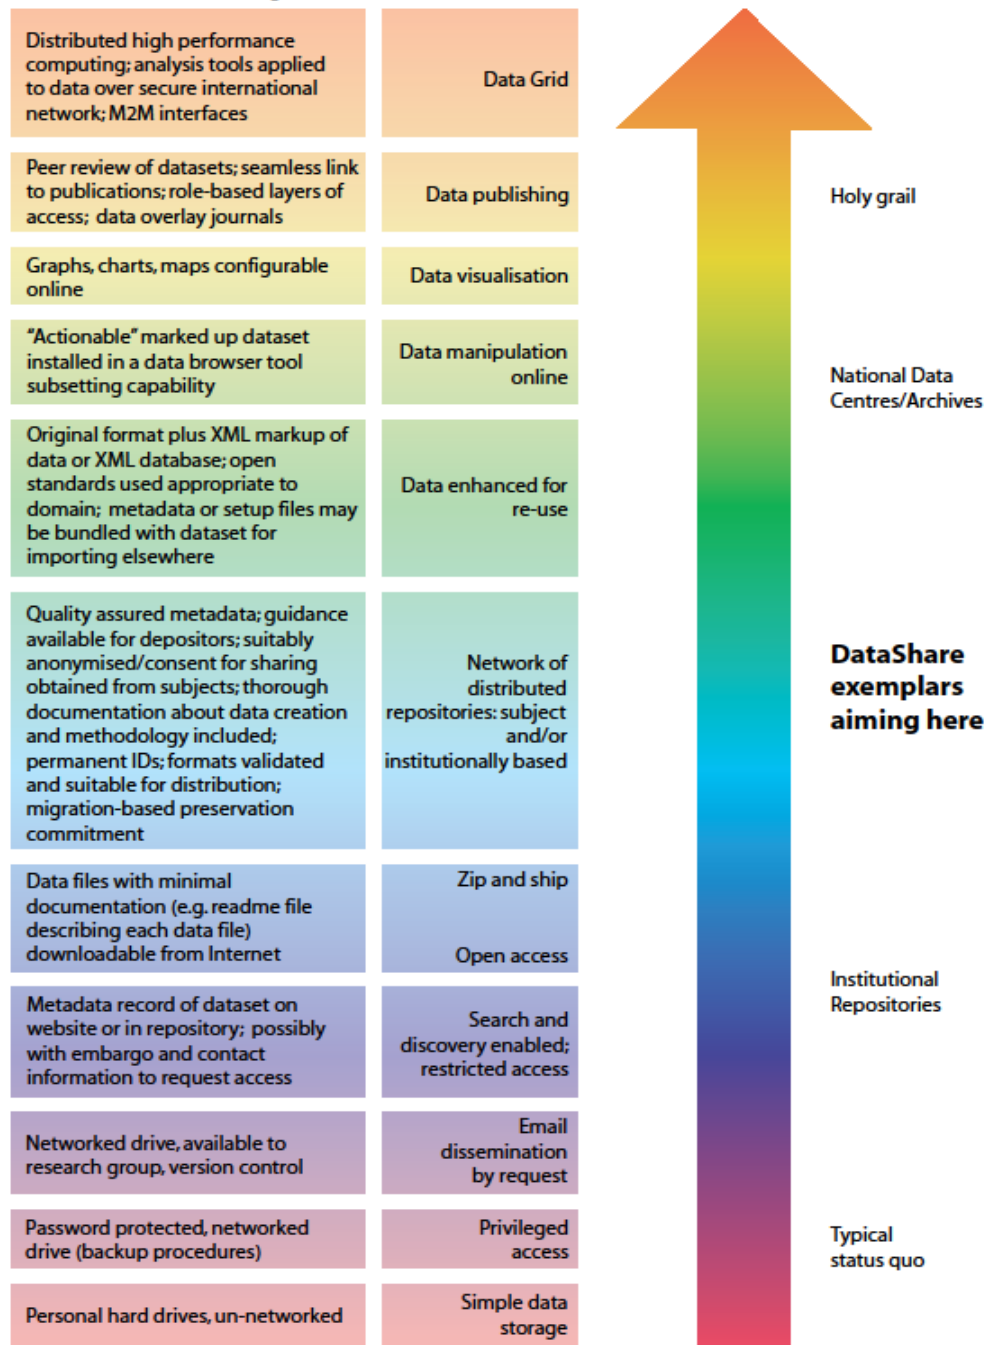 Distributed high performance
computing; analysis tools applied
to data over secure international
network; M2M interfaces
Data Grid
Peer review of datasets; seamless link
to publications; role-based layers of
access; data overlay journals
Data publishing
Holy grail
Graphs, charts, maps configurable
online
Data visualisation
"Actionable" marked up dataset
installed in a data browser tool
subsetting capability
Data manipulation
online
National Data
Centres/Archives
Original format plus XML markup of
data or XML database; open
standards used appropriate to
domain; metadata or setup files may
be bundled with dataset for
importing elsewhere
Data enhanced for
re-use
Quality assured metadata; guidance
available for depositors; suitably
anonymised/consent for sharing
obtained from subjects; thorough
documentation about data creation
and methodology included;
permanent IDs; formats validated
and suitable for distribution;
migration-based preservation
commitment
Network of
distributed
repositories: subject
and/or
institutionally based
DataShare
exemplars
aiming here
Data files with minimal
documentation (e.g. readme file
describing each data file)
downloadable from Internet
Zip and ship
Open access
Metadata record of dataset on
website or in repository; possibly
with embargo and contact
information to request access
Search and
discovery enabled;
restricted access
Institutional
Repositories
Networked drive, available to
research group, version control
Email
dissemination
by request
Password protected, networked
drive (backup procedures)
Privileged
access
Typical
status quo
Personal hard drives, un-networked
Simple data
storage